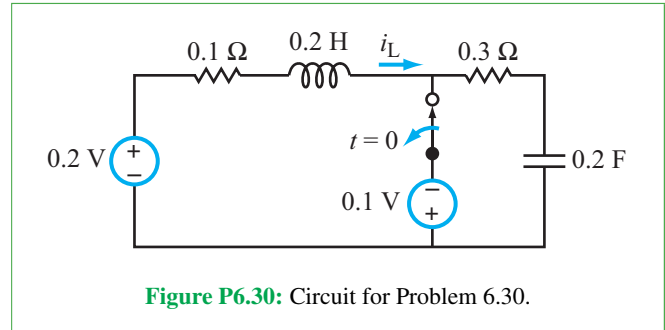 0.1 Ω
0.2 H
iL
0.3 Ω
t = 0
0.2 V
+
−
0.2 F
0.1 V
−
+
Figure P6.30: Circuit for Problem 6.30.